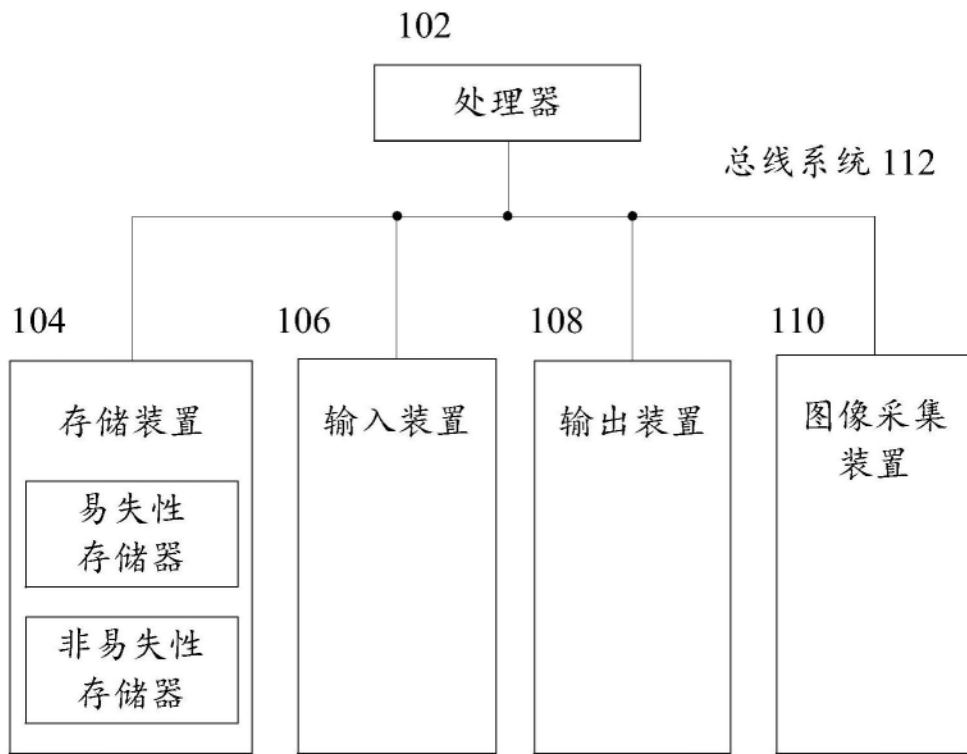 102
处理器
总线系统 112
104
106
108
110
存储装置
输入装置
输出装置
图像采集
装置
易失性
存储器
非易失性
存储器